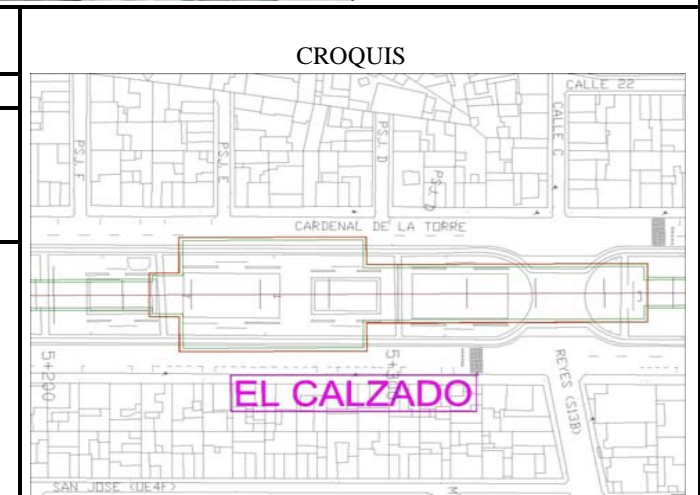 CROQUIS
CALLE 22
CALLE C
PSJ. F
PSJ. E
PSJ. D
PSJ. D
CARDENAL DE LA TORRE
5+200
EL CALZADO
REYES (S13B)
SAN JOSE (OE4F)